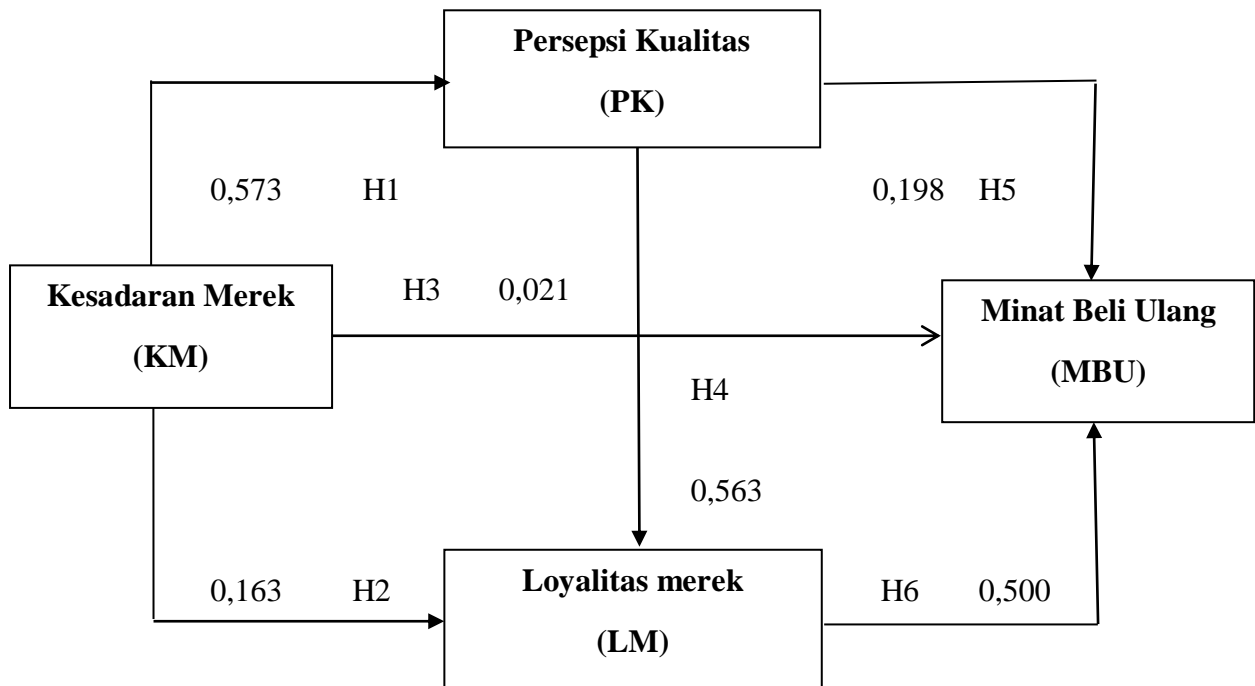 Persepsi Kualitas
(PK)
0,573 H1
0,198 H5
Kesadaran Merek
(KM)
H3 0,021
Minat Beli Ulang
(MBU)
H4
0,563
0,163 H2
Loyalitas merek
(LM)
H6 0,500